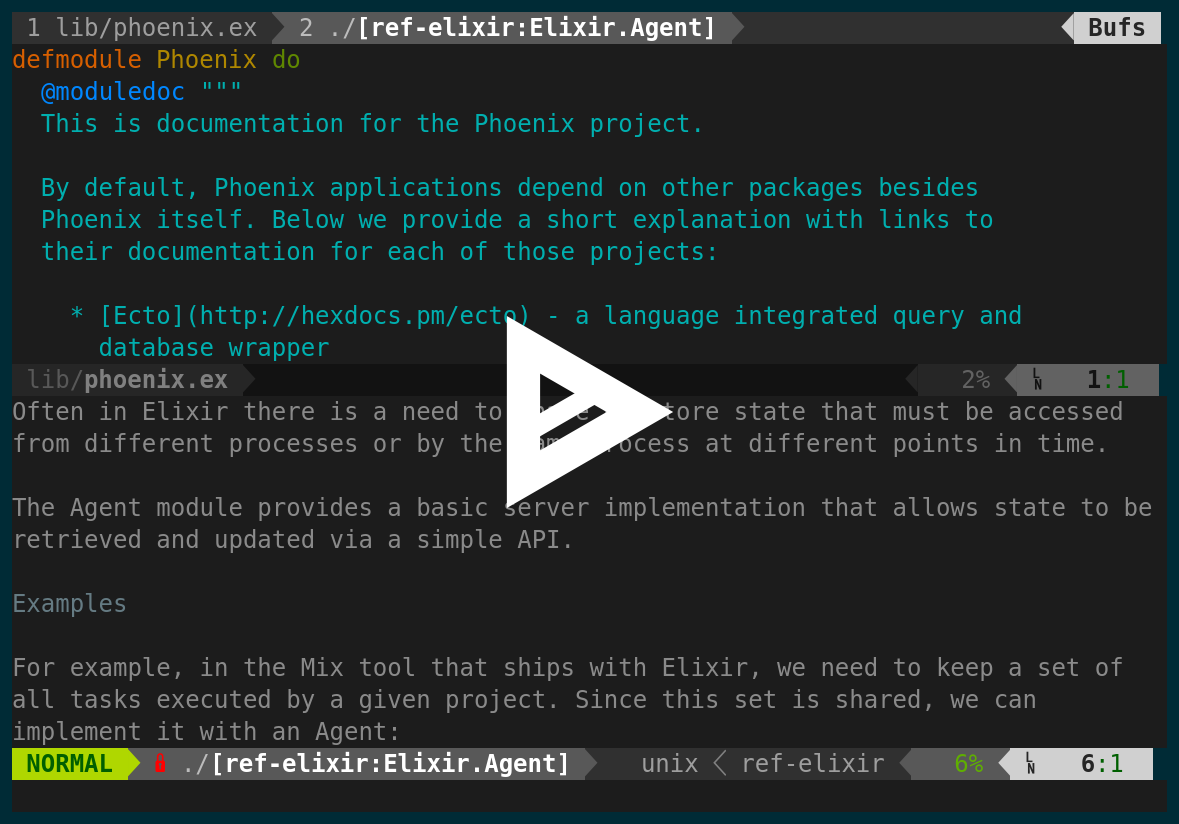 1 lib/phoenix.ex 2 ./[ref-elixir:Elixir.Agent] Bufs
defmodule Phoenix do
@moduledoc """
This is documentation for the Phoenix project.
By default, Phoenix applications depend on other packages besides
Phoenix itself. Below we provide a short explanation with links to
their documentation for each of those projects:
* [Ecto](http://hexdocs.pm/ecto) - a language integrated query and
database wrapper
lib/phoenix.ex 2% LN 1:1
Often in Elixir there is a need to store state that must be accessed
from different processes or by the process at different points in time.
The Agent module provides a basic server implementation that allows state to be
retrieved and updated via a simple API.
Examples
For example, in the Mix tool that ships with Elixir, we need to keep a set of
all tasks executed by a given project. Since this set is shared, we can
implement it with an Agent:
NORMAL ./[ref-elixir:Elixir.Agent] unix ref-elixir 6% LN 6:1